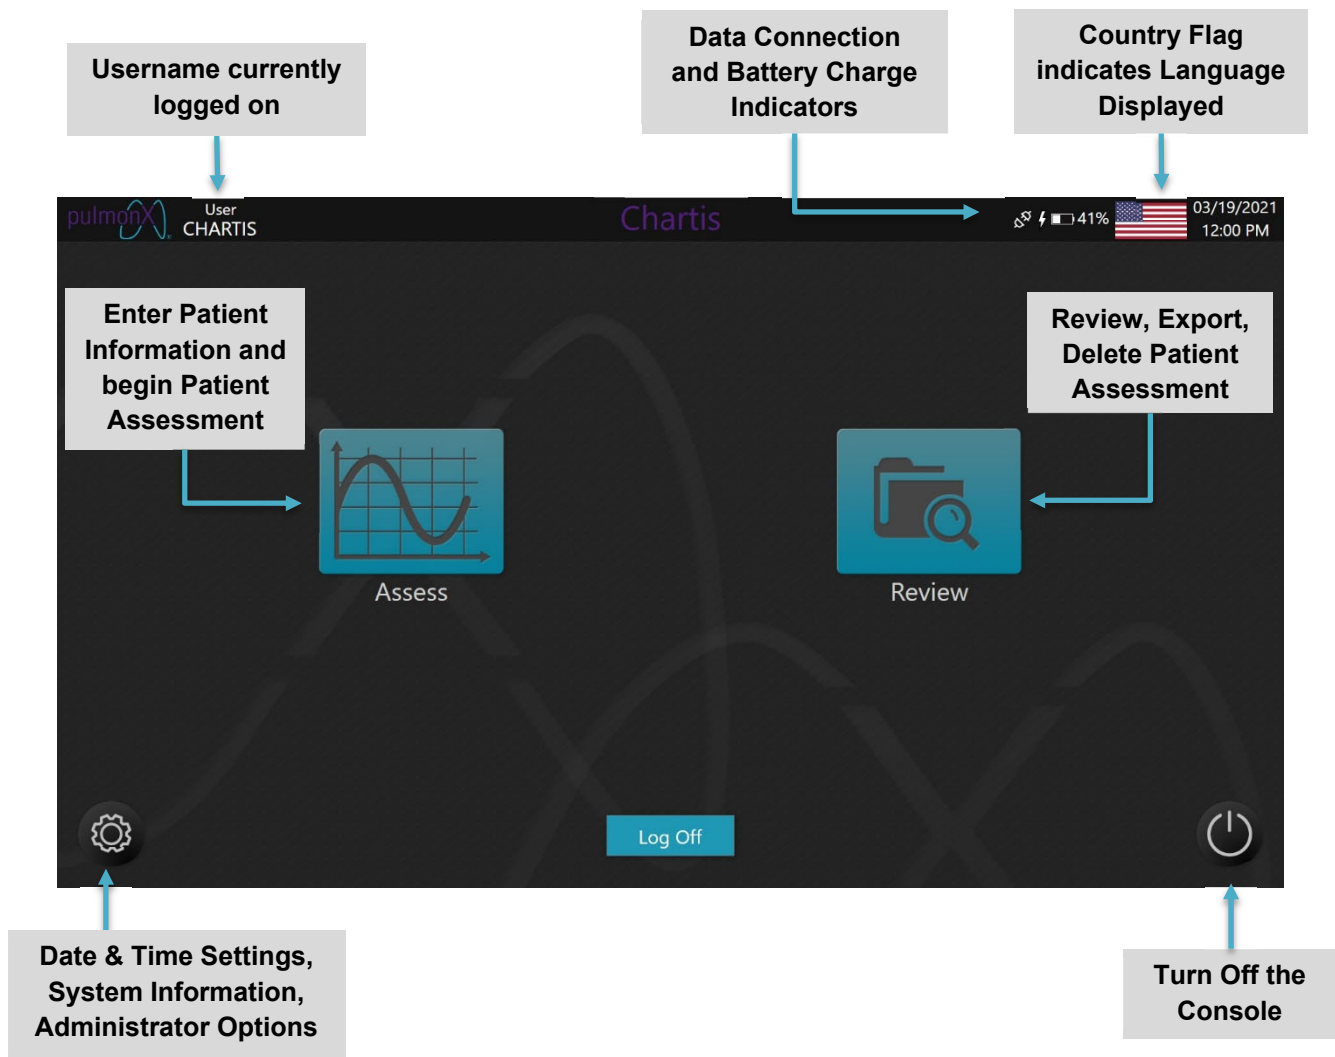 Username currently
logged on
Data Connection
and Battery Charge
Indicators
Country Flag
indicates Language
Displayed
pulmonX®
User
CHARTIS
Chartis
41%
03/19/2021
12:00 PM
Enter Patient
Information and
begin Patient
Assessment
Review, Export,
Delete Patient
Assessment
Assess
Review
Log Off
Date & Time Settings,
System Information,
Administrator Options
Turn Off the
Console